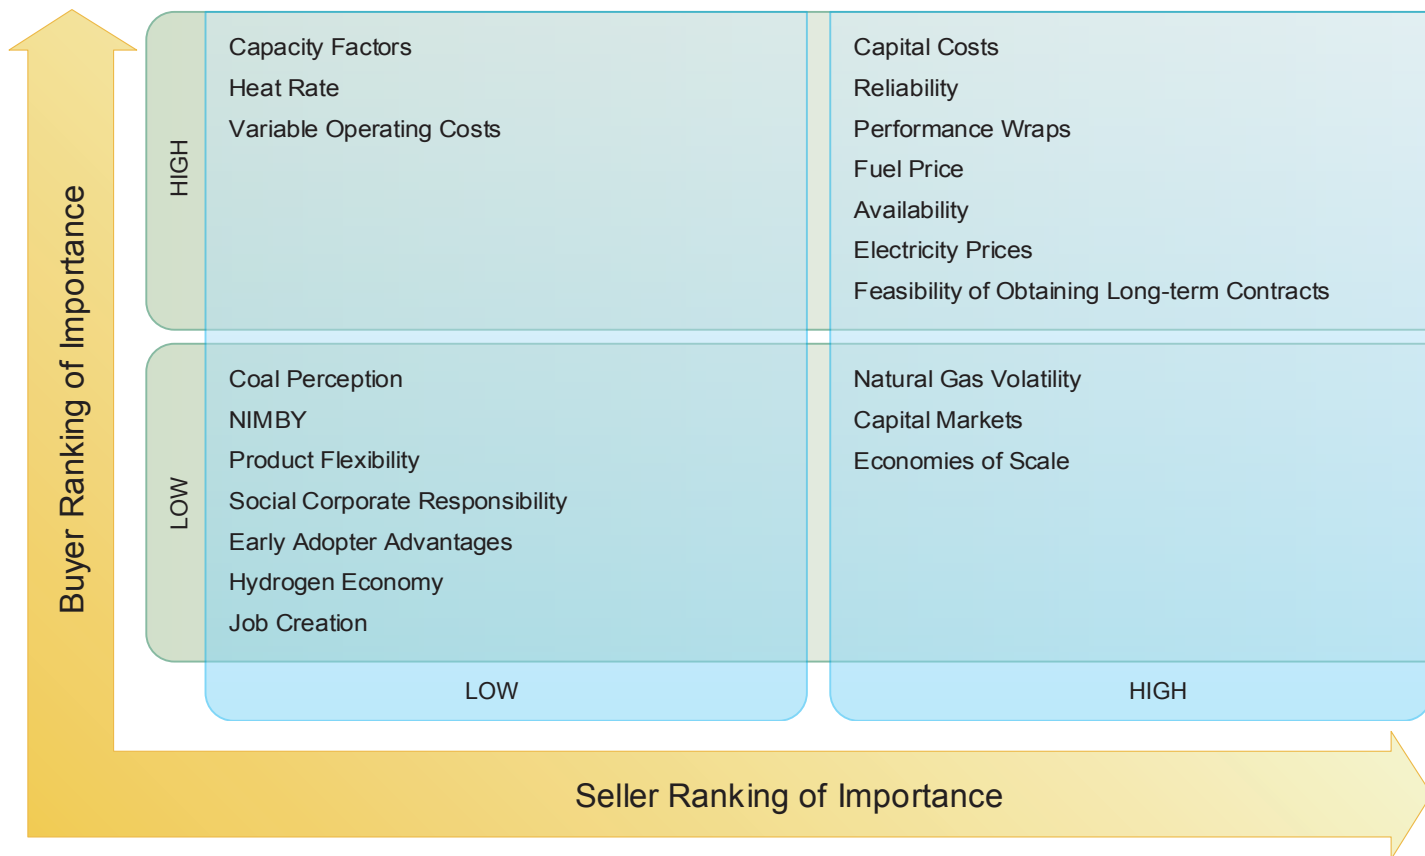 Buyer Ranking of Importance
HIGH
Capacity Factors
Heat Rate
Variable Operating Costs
Capital Costs
Reliability
Performance Wraps
Fuel Price
Availability
Electricity Prices
Feasibility of Obtaining Long-term Contracts
LOW
Coal Perception
NIMBY
Product Flexibility
Social Corporate Responsibility
Early Adopter Advantages
Hydrogen Economy
Job Creation
Natural Gas Volatility
Capital Markets
Economies of Scale
LOW
HIGH
Seller Ranking of Importance